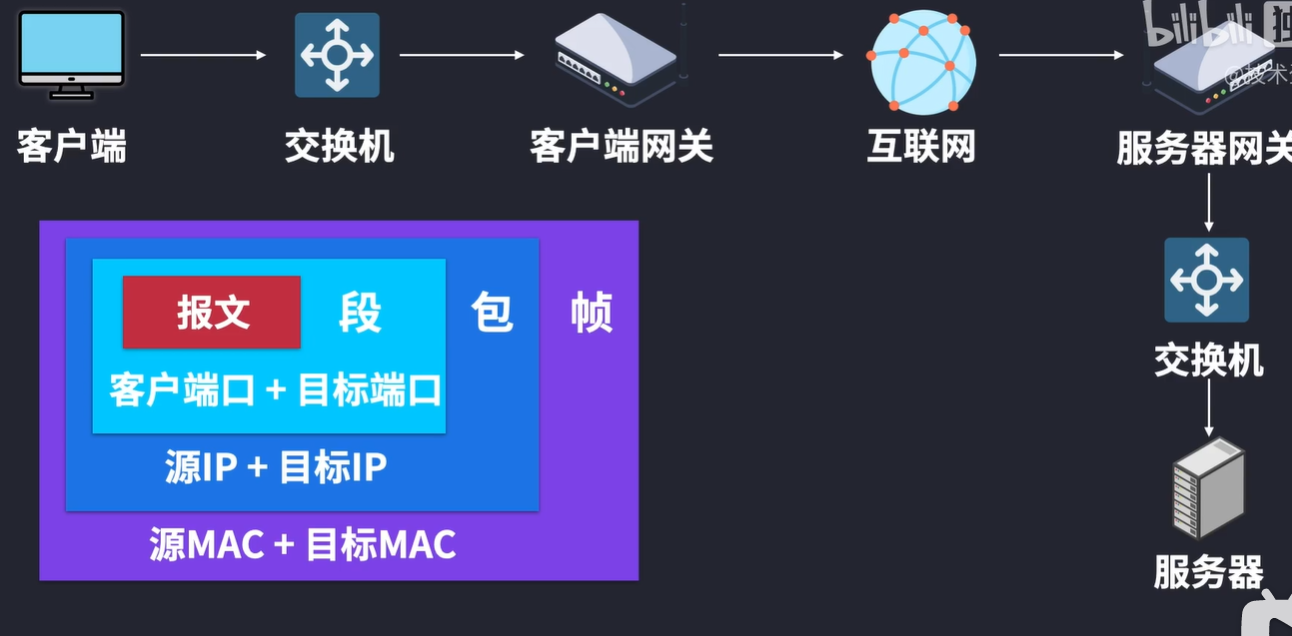 bilibili
@技术
客户端
交换机
客户端网关
互联网
服务器网关
报文
段
包
帧
客户端口 + 目标端口
源IP + 目标IP
源MAC + 目标MAC
交换机
服务器